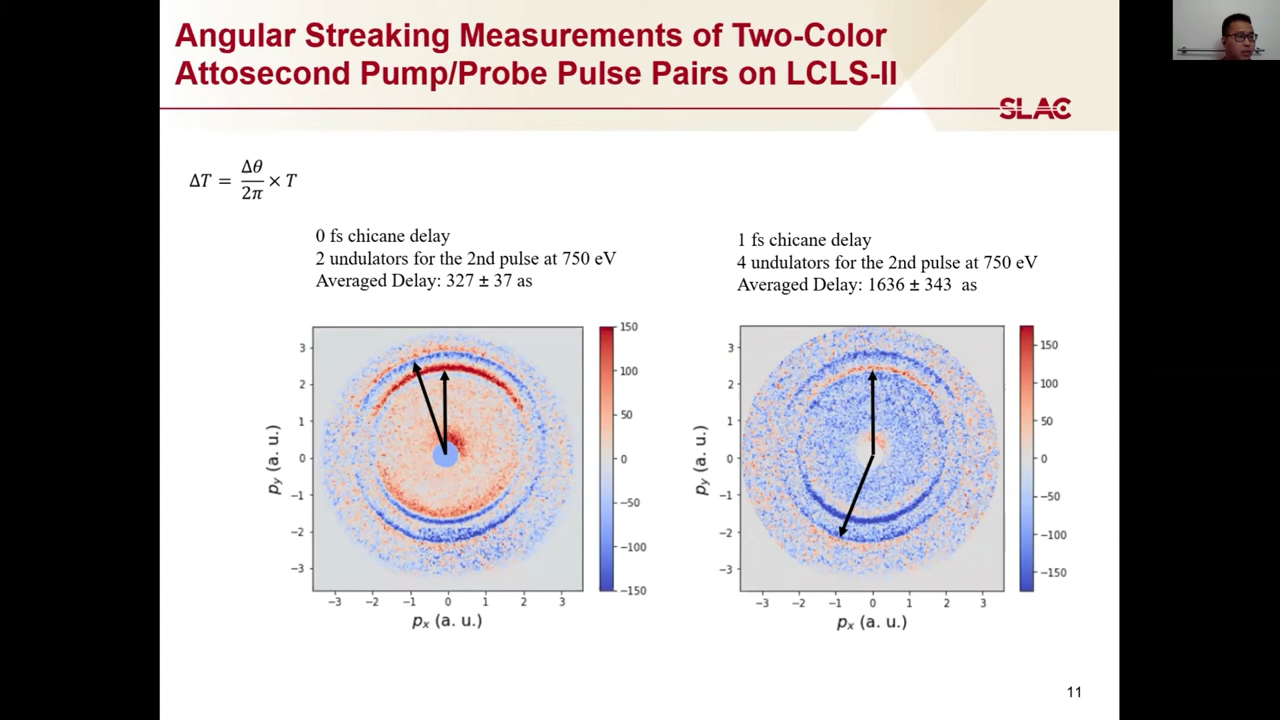 Angular Streaking Measurements of Two-Color
Attosecond Pump/Probe Pulse Pairs on LCLS-II
SLAC
ΔT = Δθ/2π × T
0 fs chicane delay
2 undulators for the 2nd pulse at 750 eV
Averaged Delay: 327 ± 37 as
1 fs chicane delay
4 undulators for the 2nd pulse at 750 eV
Averaged Delay: 1636 ± 343 as
3
2
1
0
−1
−2
−3
p_y (a. u.)
−3 −2 −1 0 1 2 3
p_x (a. u.)
150
100
50
0
−50
−100
−150
3
2
1
0
−1
−2
−3
p_y (a. u.)
−3 −2 −1 0 1 2 3
p_x (a. u.)
150
100
50
0
−50
−100
−150
11